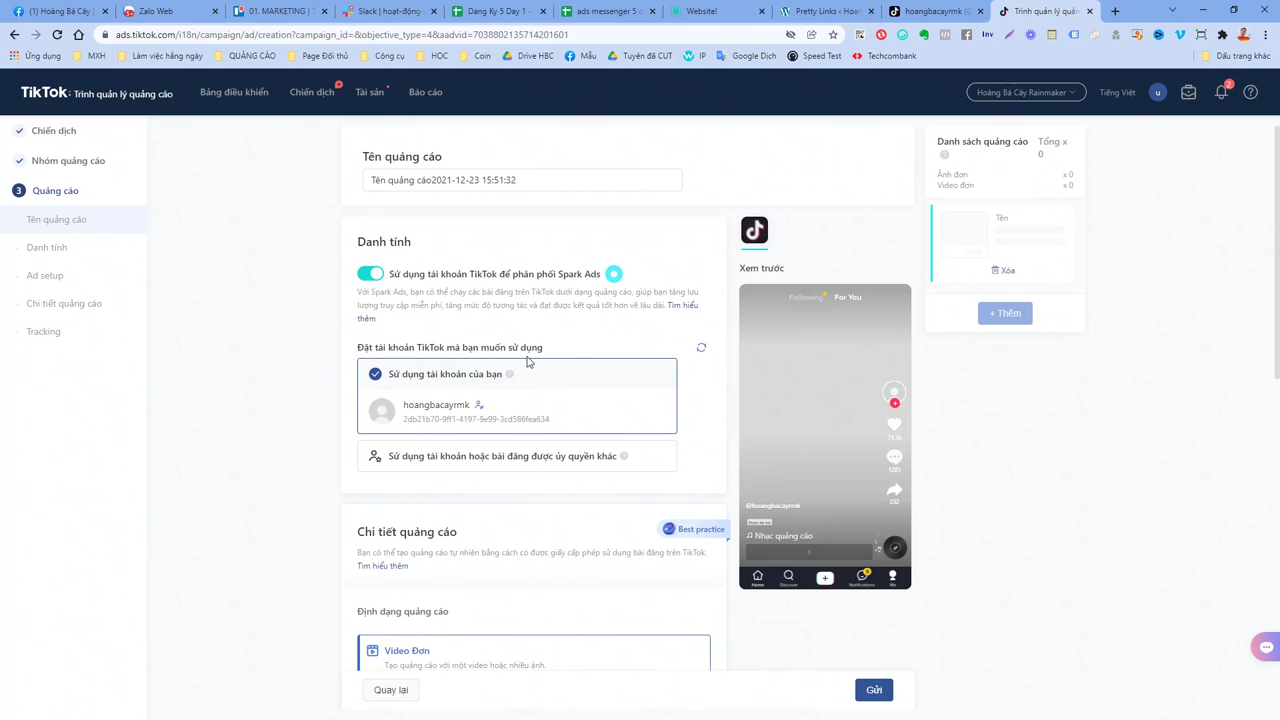 (1) Hoàng Bá Cây
Zalo Web
01. MARKETING | T
Slack | hoạt-động
Dang Ky 5 Day 1 -
ads messenger 5 d
Website!
Pretty Links ‹ Hoàn
hoangbacayrmk (@
Trình quản lý quảng
ads.tiktok.com/i18n/campaign/ad/creation?campaign_id=&objective_type=4&aadvid=7038802135714201601
Ứng dụng
MXH
Làm việc hằng ngày
QUẢNG CÁO
Page Đối thủ
Công cụ
HỌC
Coin
Drive HBC
Mẫu
Tuyên đã CUT
IP
Google Dịch
Speed Test
Techcombank
Dấu trang khác
TikTok: Trình quản lý quảng cáo
Bảng điều khiển
Chiến dịch
Tài sản
Báo cáo
Hoàng Bá Cây Rainmaker
Tiếng Việt
u
2
Chiến dịch
Nhóm quảng cáo
3 Quảng cáo
Tên quảng cáo
Danh tính
Ad setup
Chi tiết quảng cáo
Tracking
Tên quảng cáo
Tên quảng cáo2021-12-23 15:51:32
Danh tính
Sử dụng tài khoản TikTok để phân phối Spark Ads
Với Spark Ads, bạn có thể chạy các bài đăng trên TikTok dưới dạng quảng cáo, giúp bạn tăng lưu
lượng truy cập miễn phí, tăng mức độ tương tác và đạt được kết quả tốt hơn về lâu dài. Tìm hiểu
thêm
Đặt tài khoản TikTok mà bạn muốn sử dụng
Sử dụng tài khoản của bạn
hoangbacayrmk
2db21b70-9ff1-4197-9e99-3cd586fea634
Sử dụng tài khoản hoặc bài đăng được ủy quyền khác
Chi tiết quảng cáo
Best practice
Bạn có thể tạo quảng cáo tự nhiên bằng cách có được giấy cấp phép sử dụng bài đăng trên TikTok.
Tìm hiểu thêm
Định dạng quảng cáo
Video Đơn
Tạo quảng cáo với một video hoặc nhiều ảnh.
Quay lại
Gửi
Xem trước
Following
For You
71.1k
1281
232
@hoangbacayrmk
Nhạc quảng cáo
Home
Discover
Notifications
Me
Danh sách quảng cáo
Tổng x
0
Ảnh đơn
x 0
Video đơn
x 0
Tên
Xóa
+ Thêm